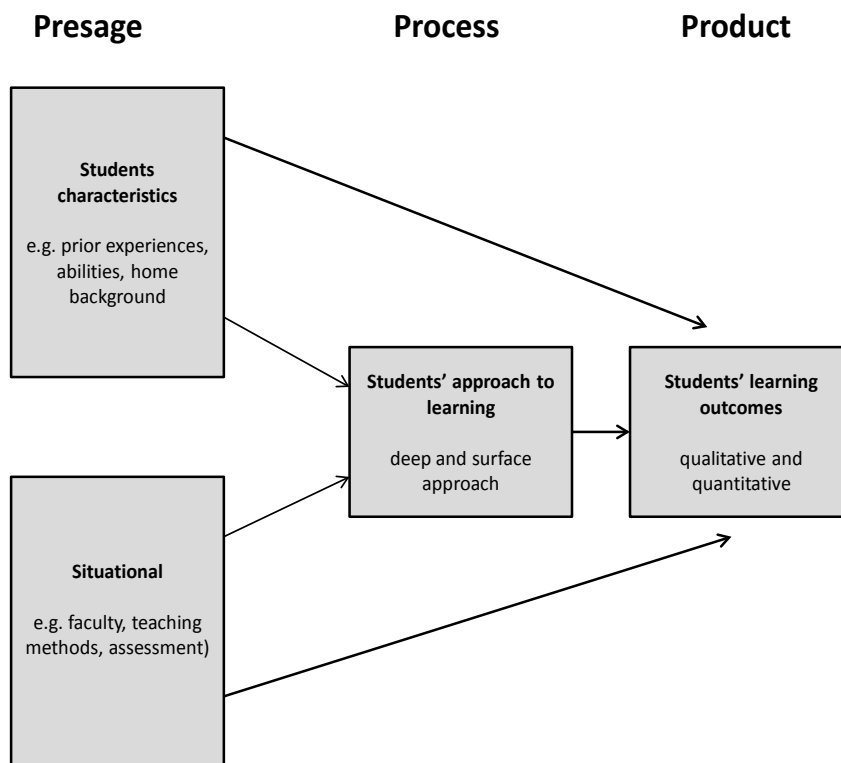 Presage
Process
Product
Students
characteristics
e.g. prior experiences,
abilities, home
background
Students’ approach to
learning
deep and surface
approach
Students’ learning
outcomes
qualitative and
quantitative
Situational
e.g. faculty, teaching
methods, assessment)